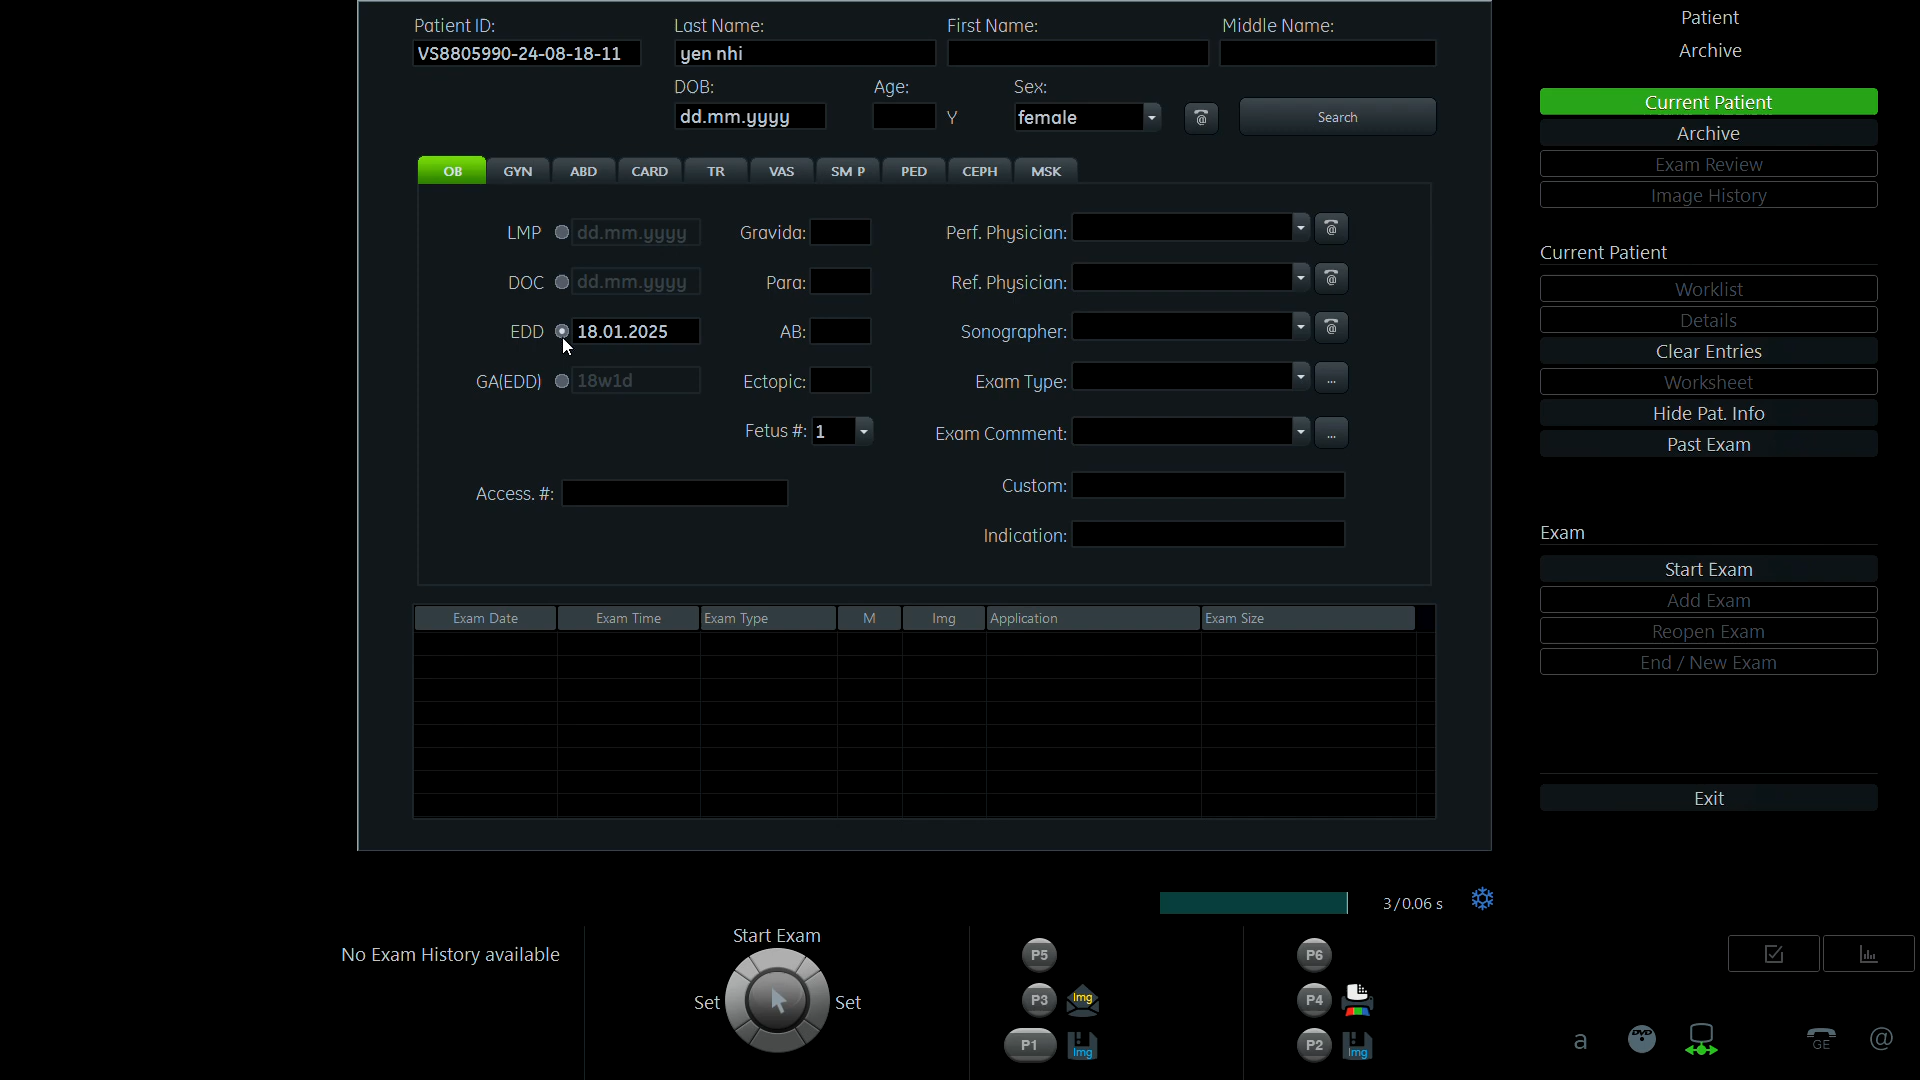 Patient ID: Last Name: First Name: Middle Name:
VS8805990-24-08-18-11 yen nhi
DOB: Age: Sex:
dd.mm.yyyy Y female @ Search
OB GYN ABD CARD TR VAS SM P PED CEPH MSK
LMP dd.mm.yyyy Gravida: Perf. Physician: @
DOC dd.mm.yyyy Para: Ref. Physician: @
EDD 18.01.2025 AB: Sonographer: @
GA(EDD) 18w1d Ectopic: Exam Type: ...
Fetus #: 1 Exam Comment: ...
Access. #: Custom:
Indication:
Exam Date Exam Time Exam Type M Img Application Exam Size
3/0.06 s
No Exam History available
Start Exam
Set Set
P5
P3 Img
P1 Img
P6
P4
P2 Img
Patient
Archive
Current Patient
Archive
Exam Review
Image History
Current Patient
Worklist
Details
Clear Entries
Worksheet
Hide Pat. Info
Past Exam
Exam
Start Exam
Add Exam
Reopen Exam
End / New Exam
Exit
a DVD GE @